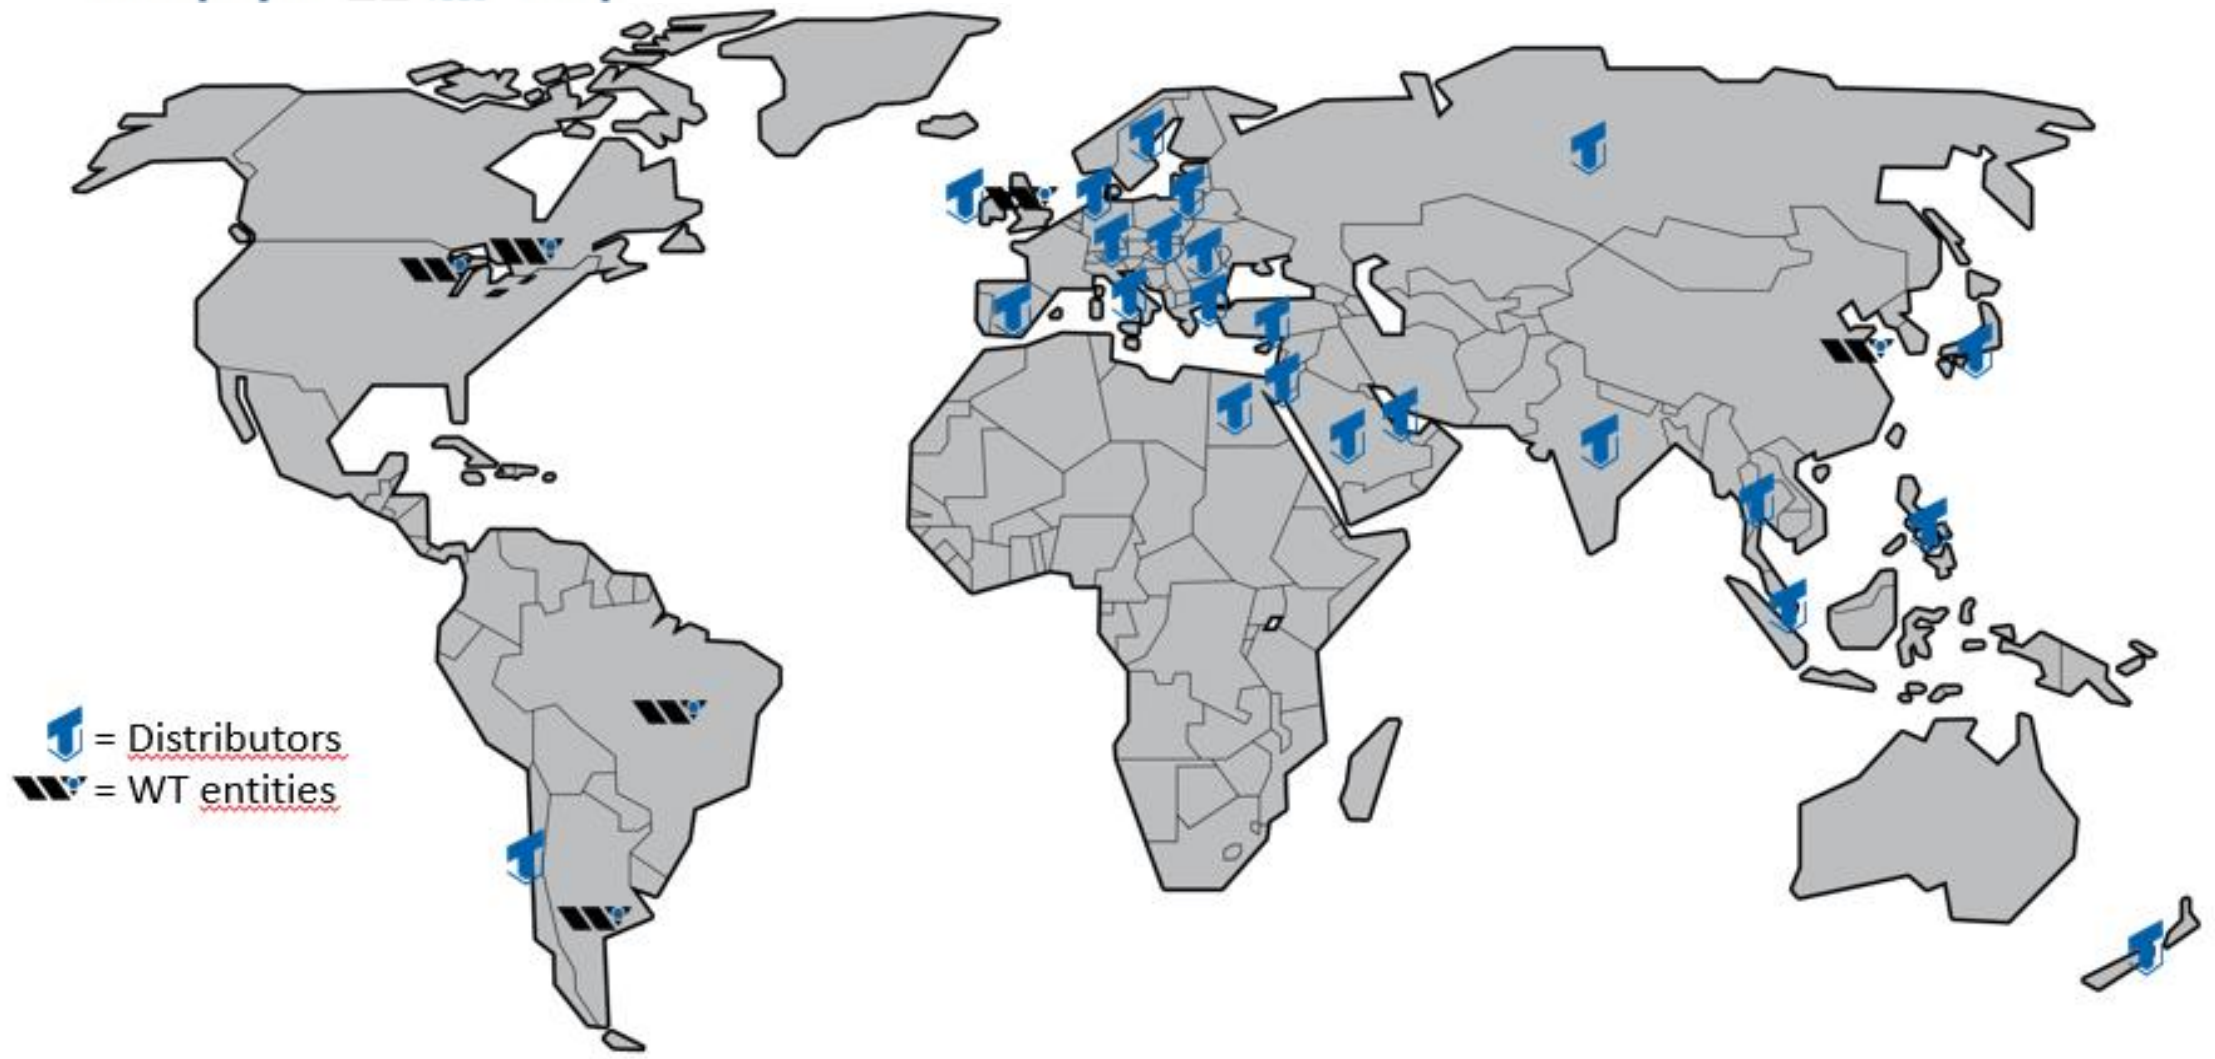 = Distributors
= WT entities